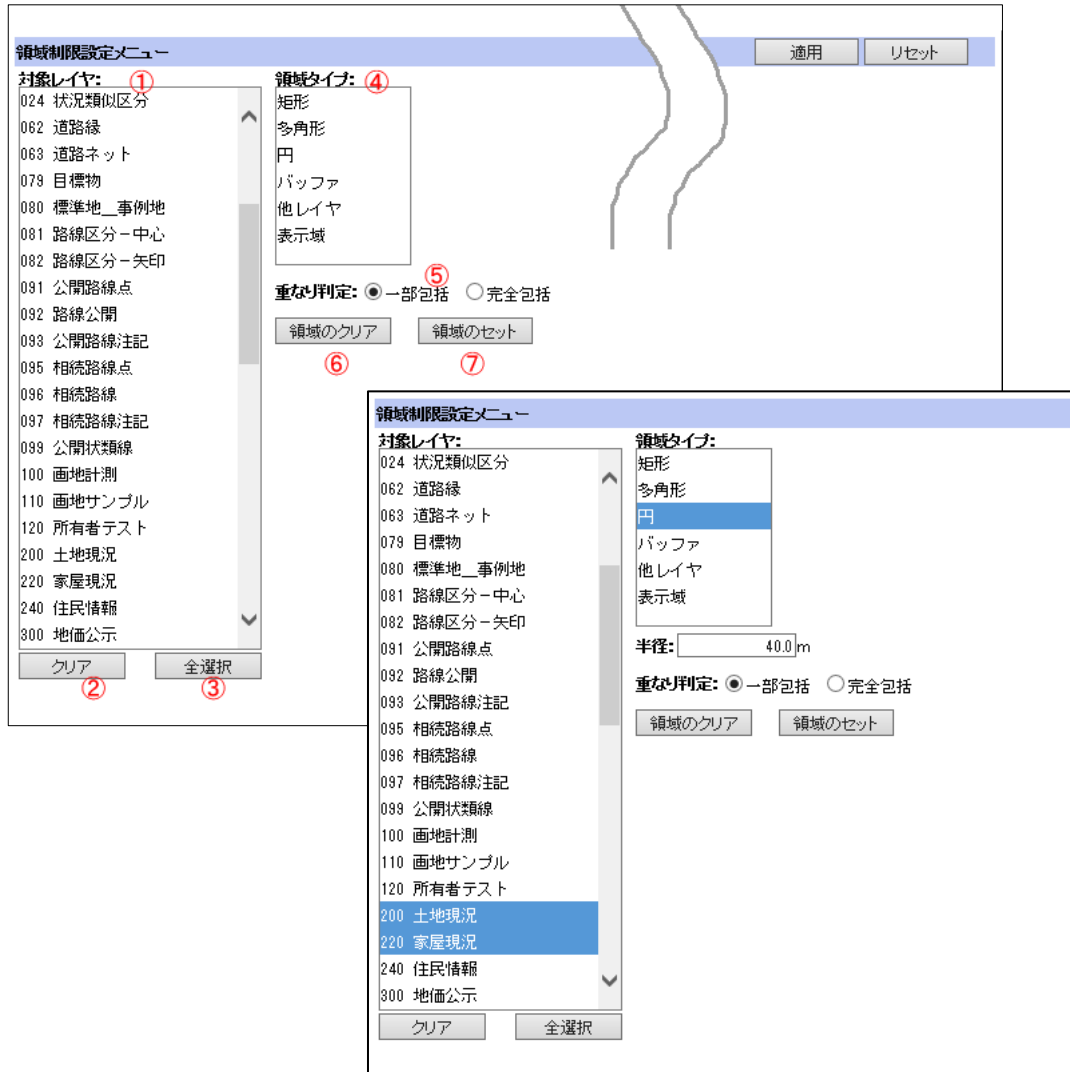 領域制限設定メニュー
適用 リセット
対象レイヤ: ①
領域タイプ: ④
024 状況類似区分
062 道路縁
063 道路ネット
079 目標物
080 標準地__事例地
081 路線区分－中心
082 路線区分－矢印
091 公開路線点
092 路線公開
093 公開路線注記
095 相続路線点
096 相続路線
097 相続路線注記
099 公開状類線
100 画地計測
110 画地サンプル
120 所有者テスト
200 土地現況
220 家屋現況
240 住民情報
300 地価公示
クリア 全選択
② ③
矩形
多角形
円
バッファ
他レイヤ
表示域
⑤
重なり判定: 一部包括 完全包括
領域のクリア 領域のセット
⑥ ⑦
領域制限設定メニュー
対象レイヤ:
領域タイプ:
024 状況類似区分
062 道路縁
063 道路ネット
079 目標物
080 標準地__事例地
081 路線区分－中心
082 路線区分－矢印
091 公開路線点
092 路線公開
093 公開路線注記
095 相続路線点
096 相続路線
097 相続路線注記
099 公開状類線
100 画地計測
110 画地サンプル
120 所有者テスト
200 土地現況
220 家屋現況
240 住民情報
300 地価公示
クリア 全選択
矩形
多角形
円
バッファ
他レイヤ
表示域
半径: 40.0 m
重なり判定: 一部包括 完全包括
領域のクリア 領域のセット